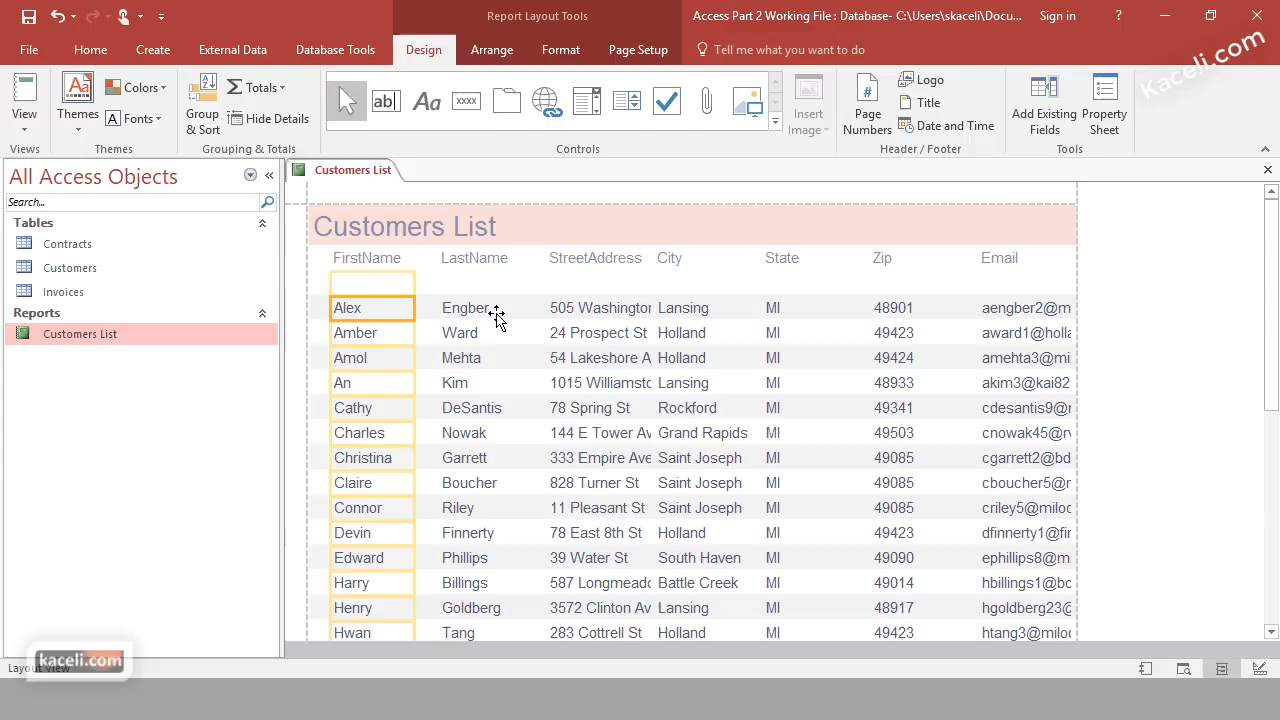 Report Layout Tools
Access Part 2 Working File : Database- C:\Users\skaceli\Docu...
Sign in
?
File Home Create External Data Database Tools Design Arrange Format Page Setup Tell me what you want to do
Kaceli.com
View
Views
Themes
Colors
Fonts
Themes
Group & Sort
Totals
Hide Details
Grouping & Totals
ab
Aa
xxxx
Controls
Insert Image
Page Numbers
Logo
Title
Date and Time
Header / Footer
Add Existing Fields
Property Sheet
Tools
All Access Objects
Search...
Tables
Contracts
Customers
Invoices
Reports
Customers List
Customers List
Customers List
FirstName LastName StreetAddress City State Zip Email
Alex Engber 505 Washington Lansing MI 48901 aengber2@m
Amber Ward 24 Prospect St Holland MI 49423 award1@holla
Amol Mehta 54 Lakeshore A Holland MI 49424 amehta3@mi
An Kim 1015 Williamsto Lansing MI 48933 akim3@kai82
Cathy DeSantis 78 Spring St Rockford MI 49341 cdesantis9@r
Charles Nowak 144 E Tower Av Grand Rapids MI 49503 cnowak45@rv
Christina Garrett 333 Empire Ave Saint Joseph MI 49085 cgarrett2@bd
Claire Boucher 828 Turner St Saint Joseph MI 49085 cboucher5@r
Connor Riley 11 Pleasant St Saint Joseph MI 49085 criley5@miloc
Devin Finnerty 78 East 8th St Holland MI 49423 dfinnerty1@fir
Edward Phillips 39 Water St South Haven MI 49090 ephillips8@m
Harry Billings 587 Longmeado Battle Creek MI 49014 hbillings1@bc
Henry Goldberg 3572 Clinton Av Lansing MI 48917 hgoldberg23@
Hwan Tang 283 Cottrell St Holland MI 49423 htang3@miloc
kaceli.com
Layout View